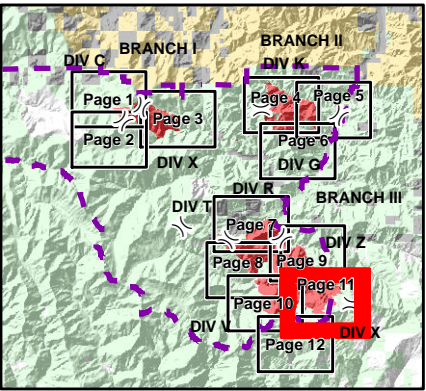 BRANCH I
BRANCH II
DIV C
DIV K
Page 1
Page 3
Page 4
Page 5
Page 2
Page 6
DIV X
DIV G
DIV R
BRANCH III
DIV T
Page 7
DIV Z
Page 8
Page 9
Page 11
Page 10
DIV V
DIV X
Page 12